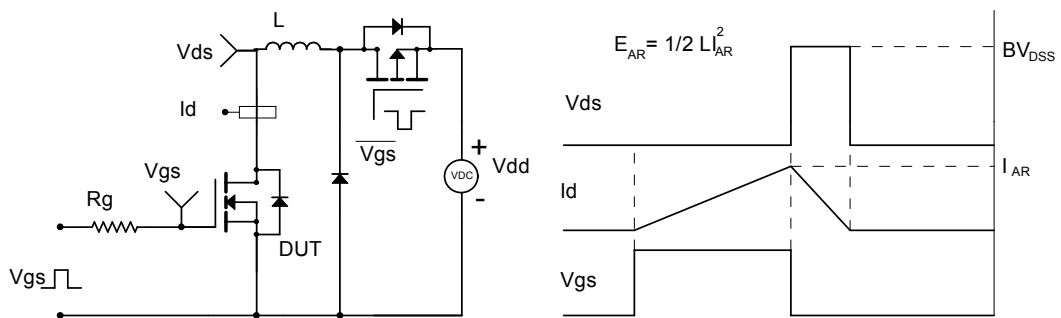 L
Vds
Id
Vgs
Rg
DUT
Vgs
Vgs
+
VDC
Vdd
-
E_AR = 1/2 LI_AR^2
BV_DSS
Vds
I_AR
Id
Vgs